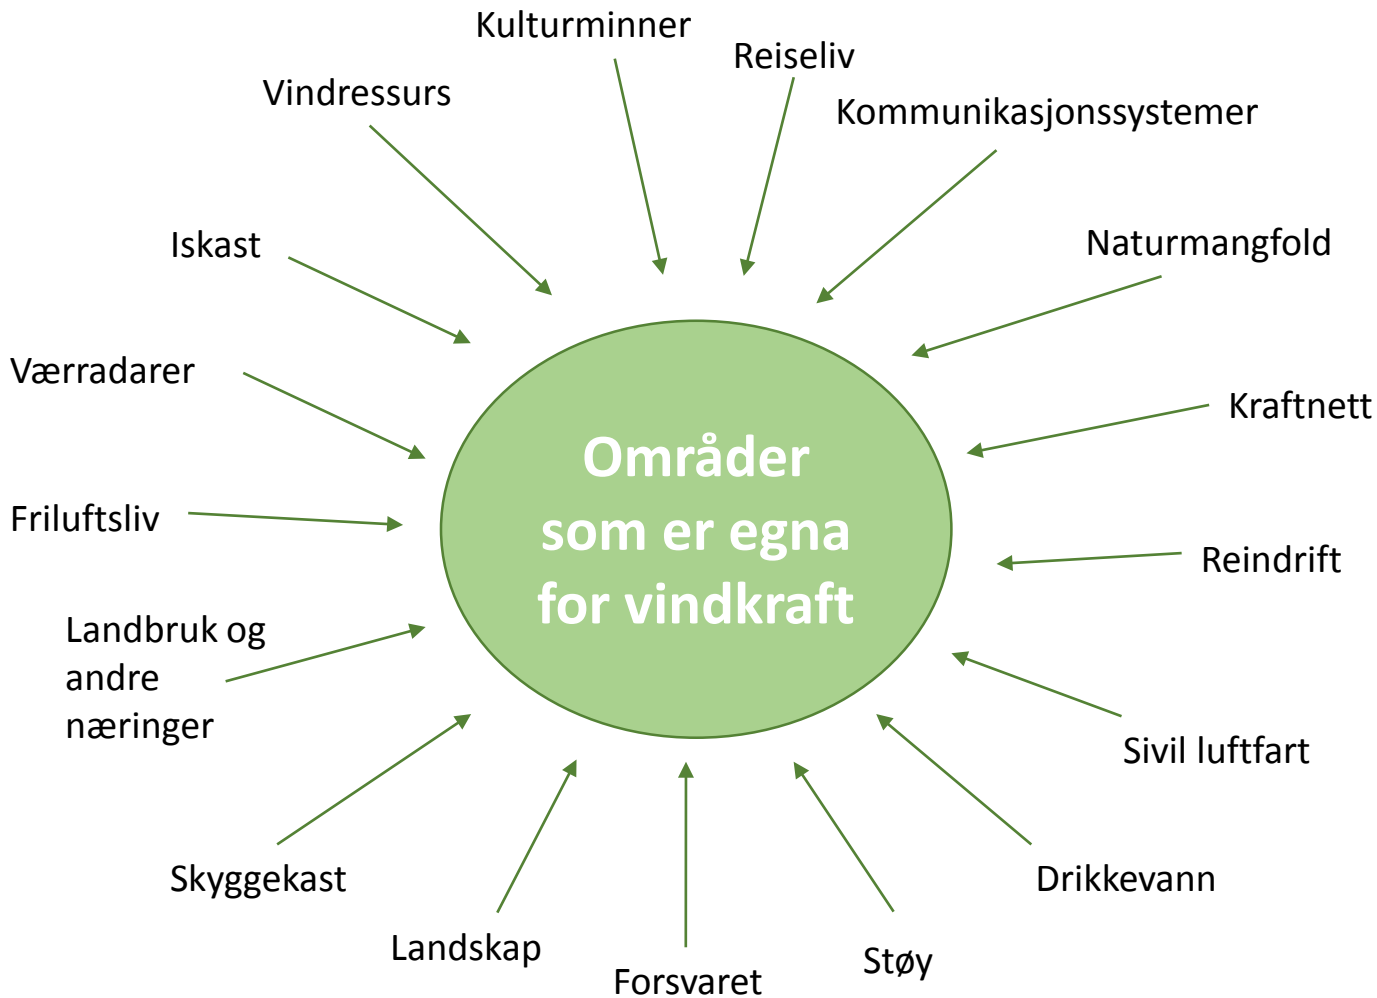 Kulturminner
Reiseliv
Vindressurs
Kommunikasjonssystemer
Iskast
Naturmangfold
Værradarer
Kraftnett
Områder
som er egna
for vindkraft
Friluftsliv
Reindrift
Landbruk og
andre
næringer
Sivil luftfart
Skyggekast
Drikkevann
Landskap
Støy
Forsvaret